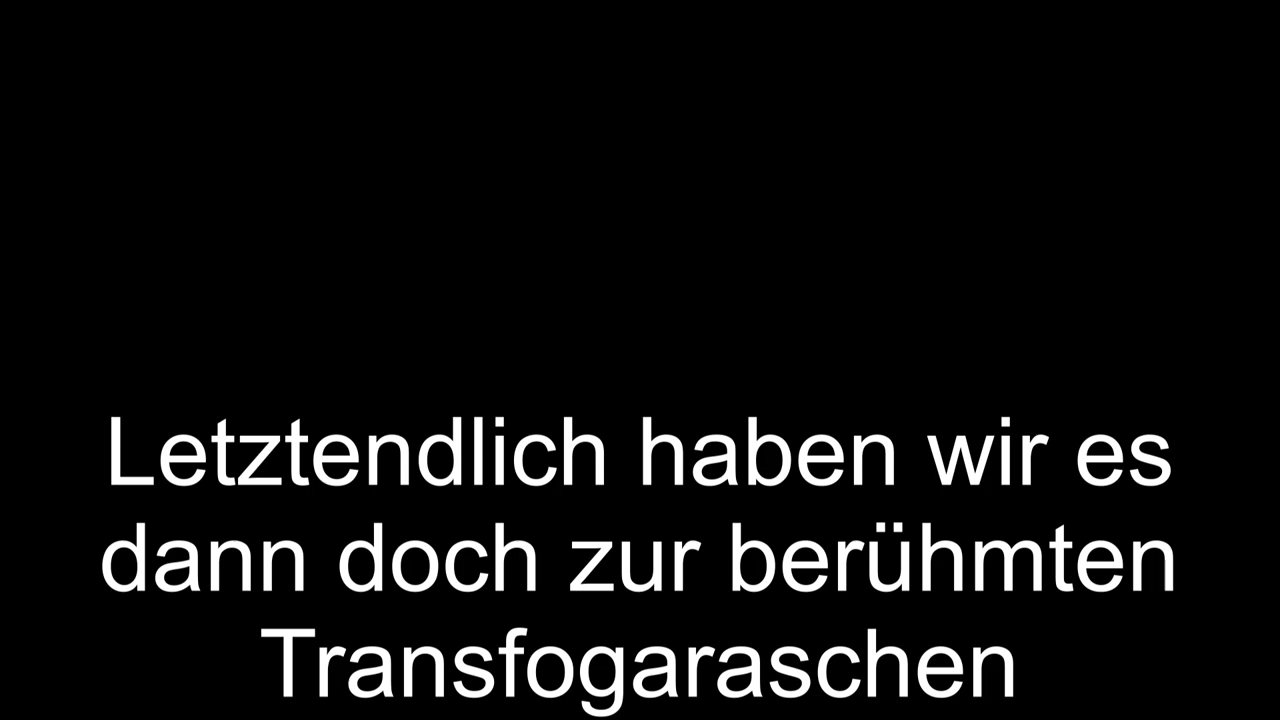 Letztendlich haben wir es
dann doch zur berühmten
Transfogaraschen